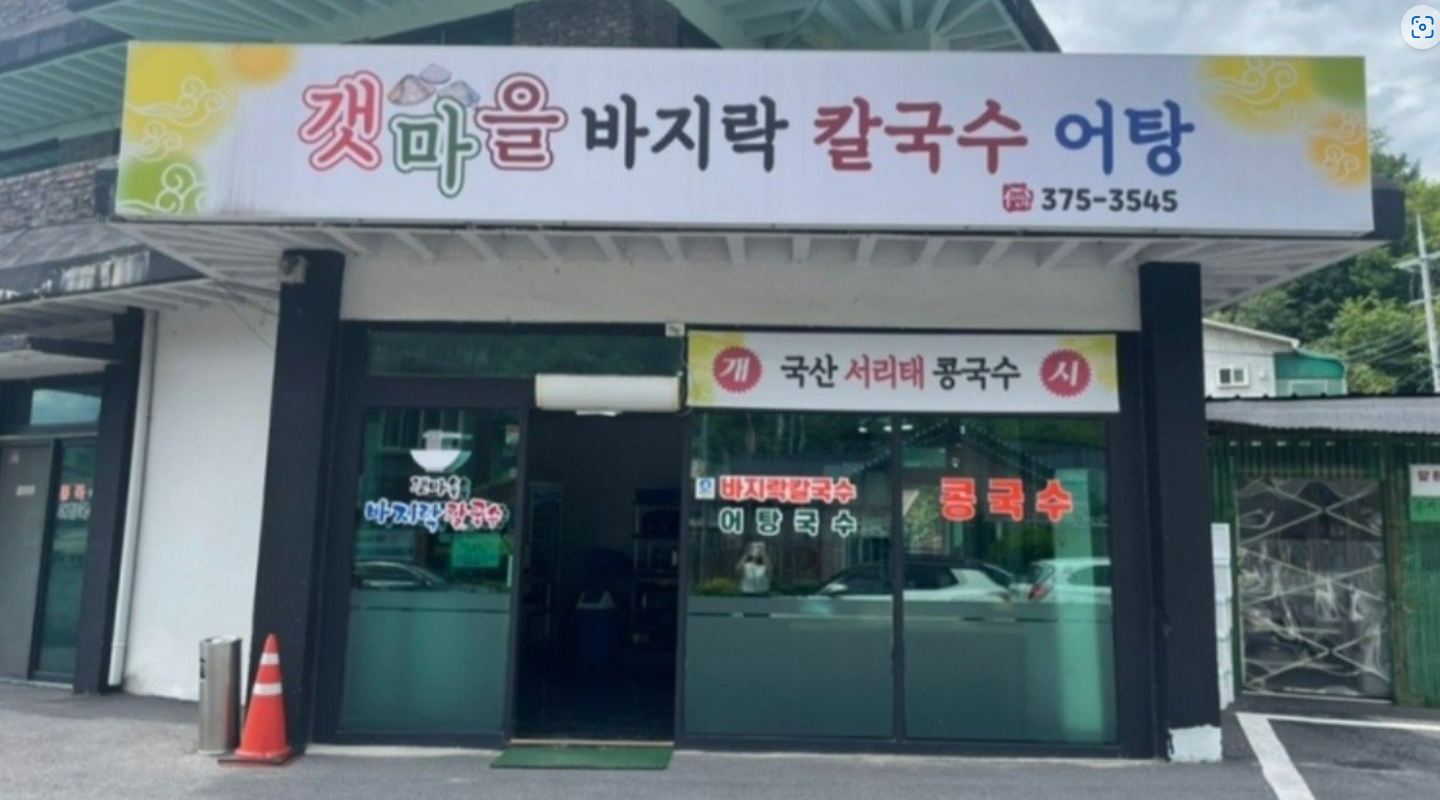 갯마을 바지락 칼국수 어탕
375-3545
개 국산 서리태 콩국수 시
갯마을
바지락칼국수
바지락칼국수
어탕국수
콩국수